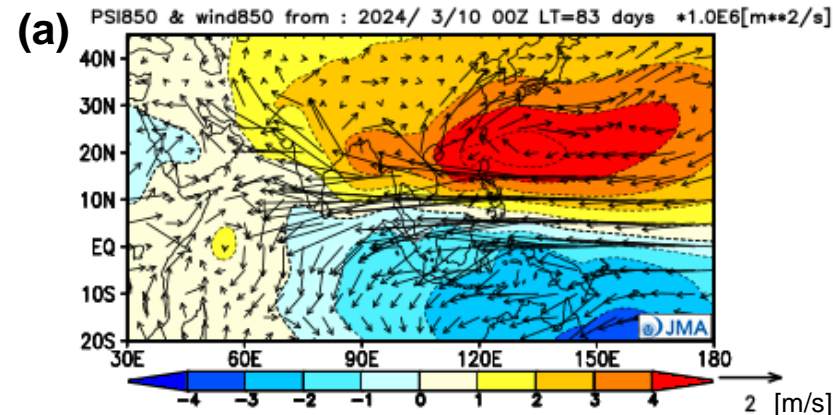 (a) PSI850 & wind850 from : 2024/ 3/10 00Z LT=83 days *1.0E6[m**2/s]
40N
30N
20N
10N
EQ
10S
20S
JMA
30E 60E 90E 120E 150E 180
-4 -3 -2 -1 0 1 2 3 4
2 [m/s]